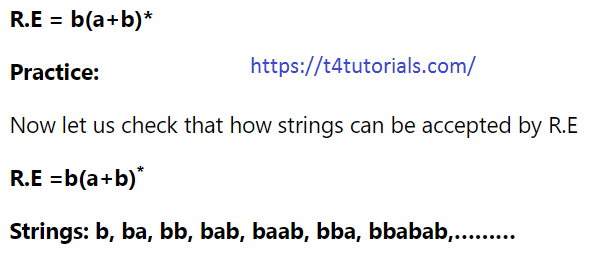 R.E = b(a+b)*
Practice:
https://t4tutorials.com/
Now let us check that how strings can be accepted by R.E
R.E =b(a+b)*
Strings: b, ba, bb, bab, baab, bba, bbabab,………